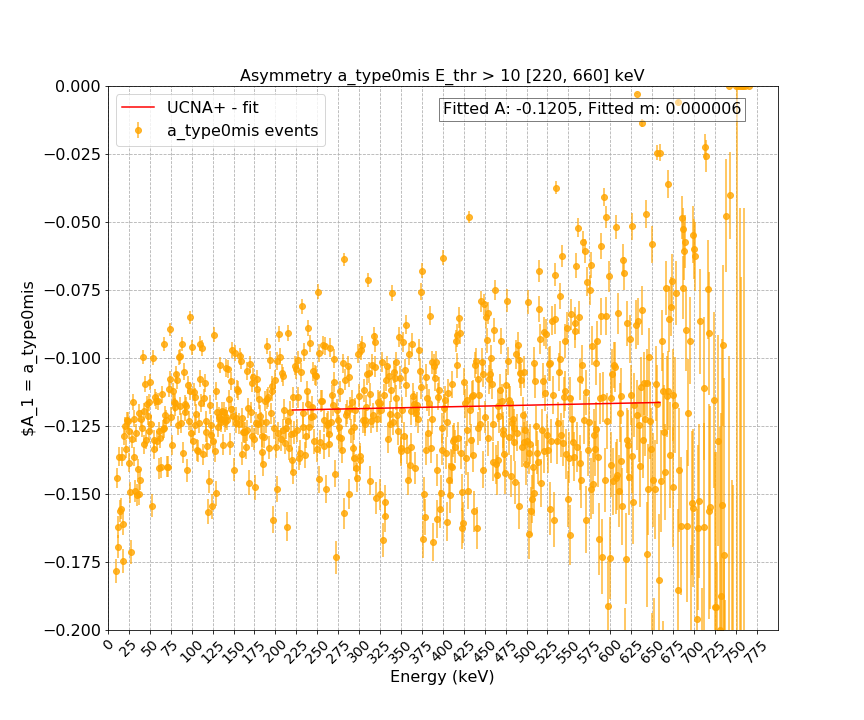 Asymmetry a_type0mis E_thr > 10 [220, 660] keV
UCNA+ - fit
a_type0mis events
Fitted A: -0.1205, Fitted m: 0.000006
$A_1 = a_type0mis
0.000
−0.025
−0.050
−0.075
−0.100
−0.125
−0.150
−0.175
−0.200
0 25 50 75 100 125 150 175 200 225 250 275 300 325 350 375 400 425 450 475 500 525 550 575 600 625 650 675 700 725 750 775
Energy (keV)